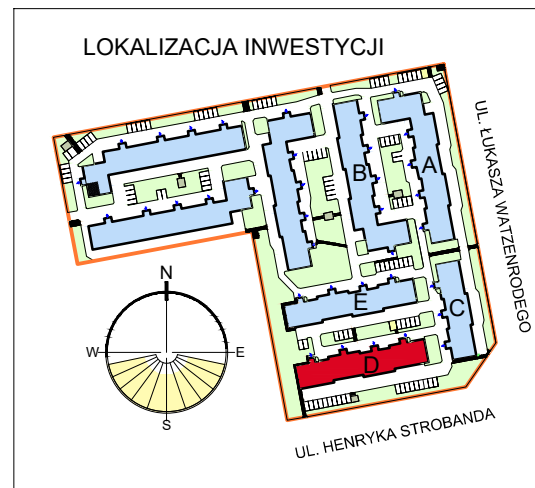 LOKALIZACJA INWESTYCJI
UL. ŁUKASZA WATZENRODEGO
A
B
C
E
D
N
W
E
S
UL. HENRYKA STROBANDA